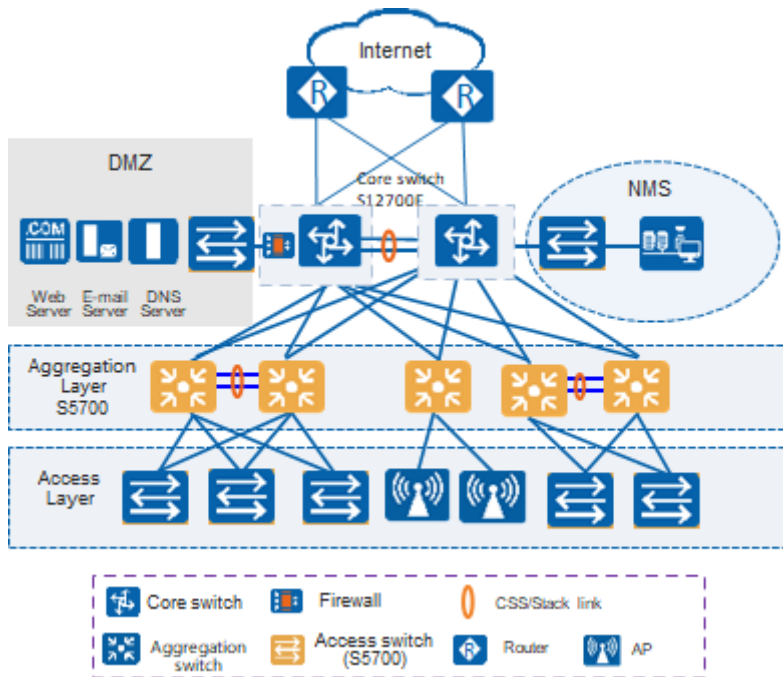 Internet
R
R
DMZ
Core switch
S12700E
NMS
.COM
Web
Server
E-mail
Server
DNS
Server
Aggregation
Layer
S5700
Access
Layer
Core switch
Firewall
CSS/Stack link
Aggregation
switch
Access switch
(S5700)
R
Router
AP